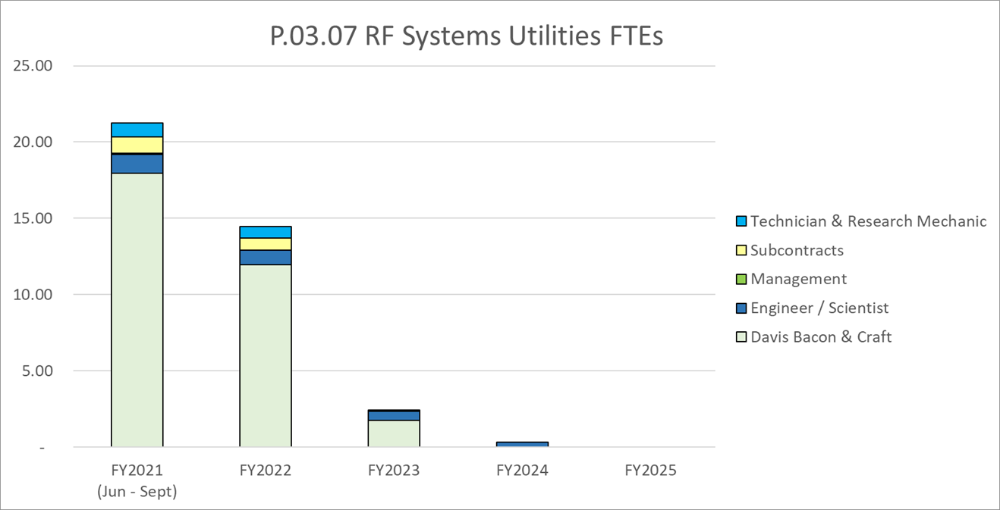 P.03.07 RF Systems Utilities FTEs
25.00
20.00
15.00
10.00
5.00
-
FY2021
(Jun - Sept)
FY2022
FY2023
FY2024
FY2025
Technician & Research Mechanic
Subcontracts
Management
Engineer / Scientist
Davis Bacon & Craft